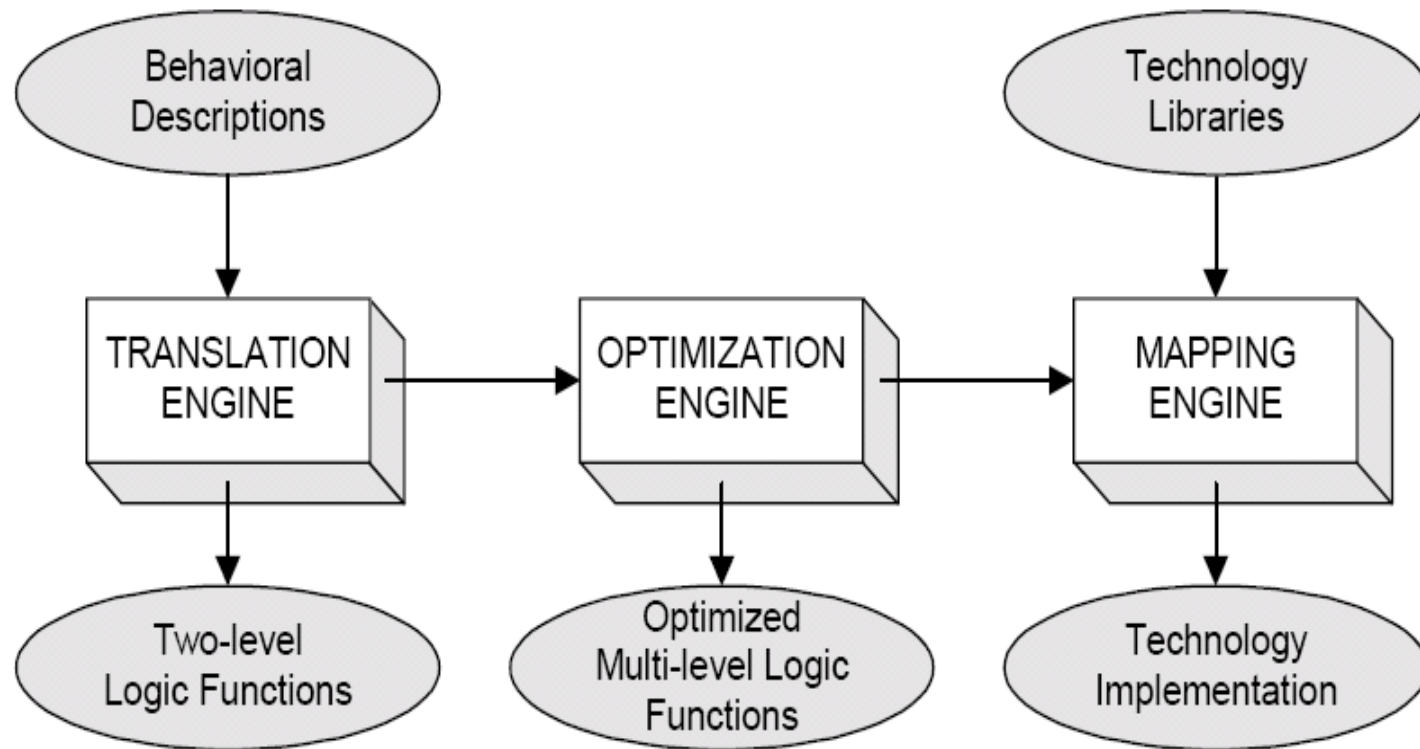 Behavioral
Descriptions
Technology
Libraries
TRANSLATION
ENGINE
OPTIMIZATION
ENGINE
MAPPING
ENGINE
Two-level
Logic Functions
Optimized
Multi-level Logic
Functions
Technology
Implementation